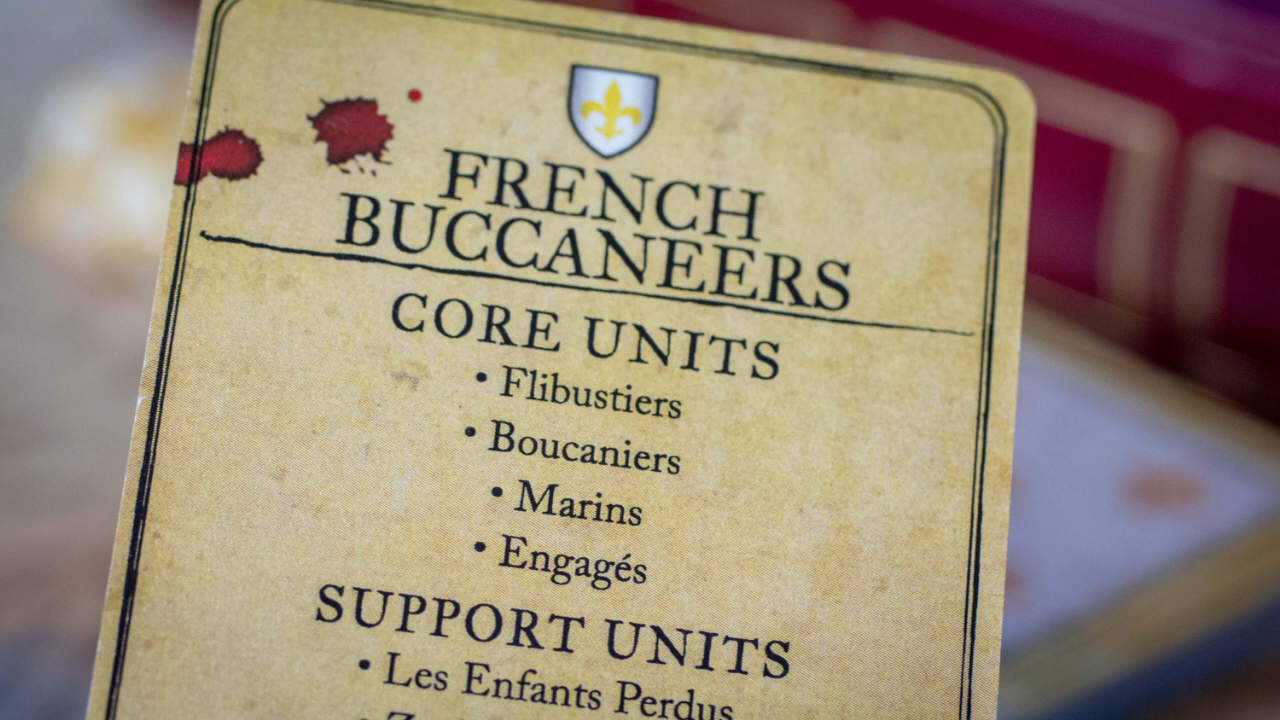 FRENCH
BUCCANEERS
CORE UNITS
• Flibustiers
• Boucaniers
• Marins
• Engagés
SUPPORT UNITS
• Les Enfants Perdus